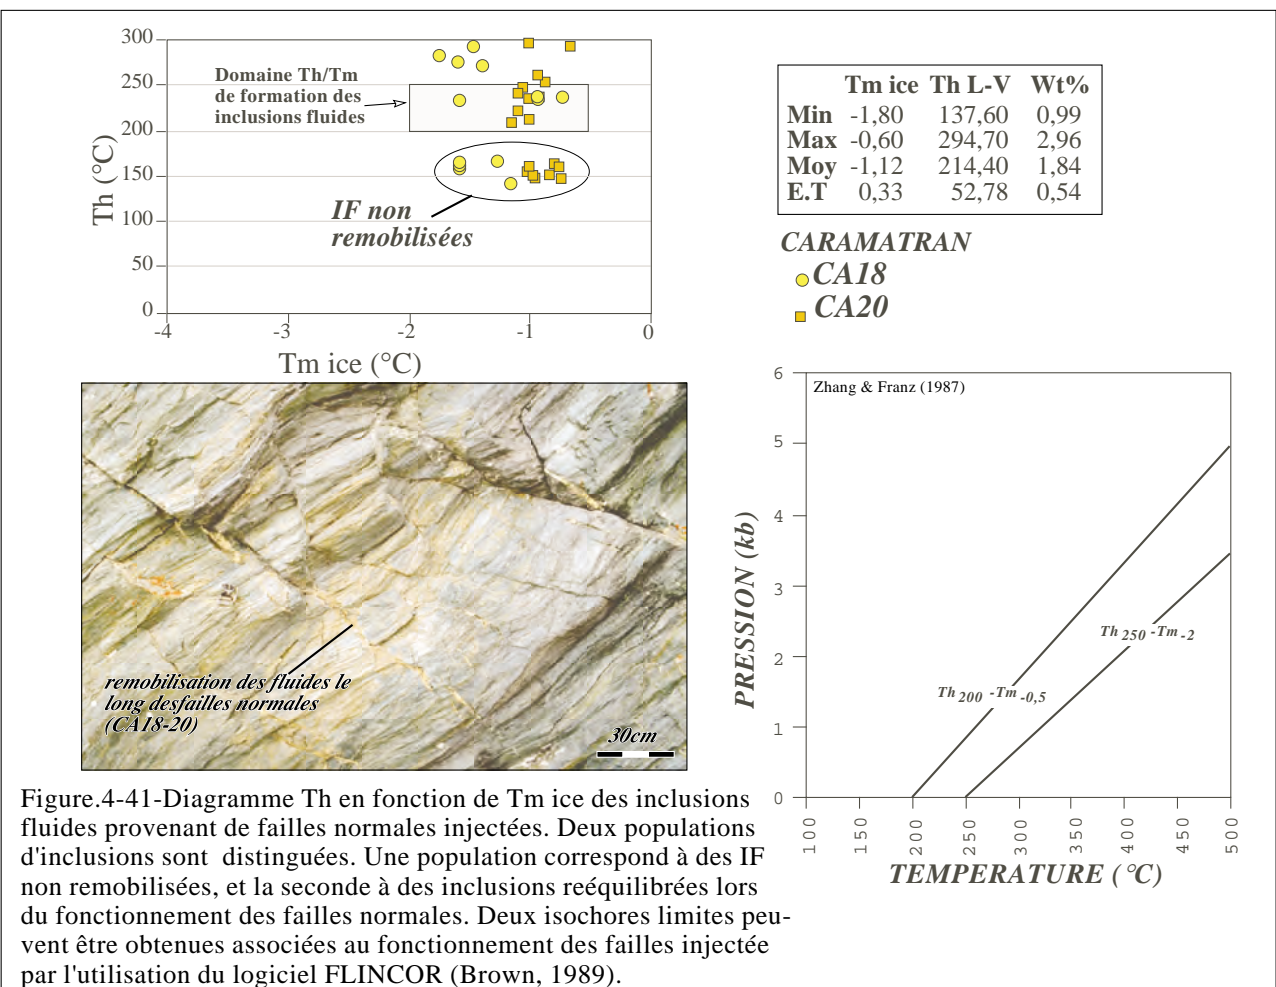 300
250
200
150
100
50
0
-4
-3
-2
-1
0
Th (°C)
Tm ice (°C)
Domaine Th/Tm
de formation des
inclusions fluides
IF non
remobilisées
Tm ice Th L-V Wt%
Min -1,80 137,60 0,99
Max -0,60 294,70 2,96
Moy -1,12 214,40 1,84
E.T 0,33 52,78 0,54
CARAMATRAN
CA18
CA20
remobilisation des fluides le
long desfailles normales
(CA18-20)
30cm
6
5
4
3
2
1
0
PRESSION (kb)
Zhang & Franz (1987)
Th 250 -Tm -2
Th 200 -Tm -0,5
100
150
200
250
300
350
400
450
500
TEMPERATURE (°C)
Figure.4-41-Diagramme Th en fonction de Tm ice des inclusions
fluides provenant de failles normales injectées. Deux populations
d'inclusions sont distinguées. Une population correspond à des IF
non remobilisées, et la seconde à des inclusions reéquilibrées lors
du fonctionnement des failles normales. Deux isochores limites peu-
vent être obtenues associées au fonctionnement des failles injectée
par l'utilisation du logiciel FLINCOR (Brown, 1989).